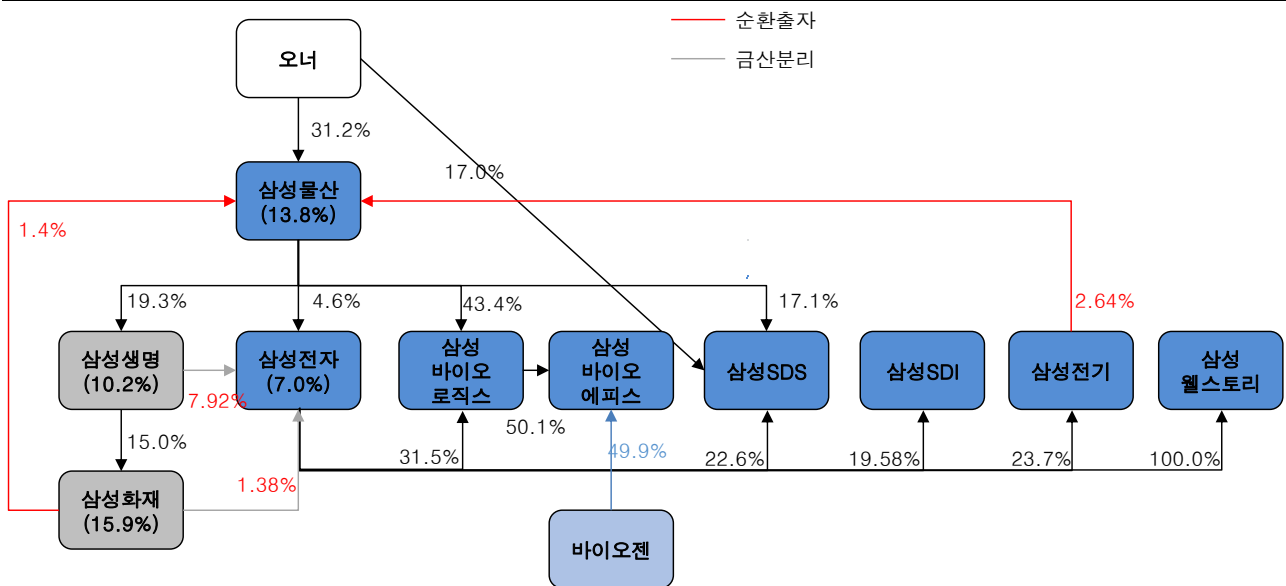 순환출자
금산분리
오너
31.2%
17.0%
삼성물산
(13.8%)
1.4%
19.3%
4.6%
43.4%
17.1%
2.64%
삼성생명
(10.2%)
7.92%
삼성전자
(7.0%)
삼성
바이오
로직스
삼성
바이오
에피스
삼성SDS
삼성SDI
삼성전기
삼성
웰스토리
50.1%
15.0%
31.5%
49.9%
22.6%
19.58%
23.7%
100.0%
1.38%
삼성화재
(15.9%)
바이오젠